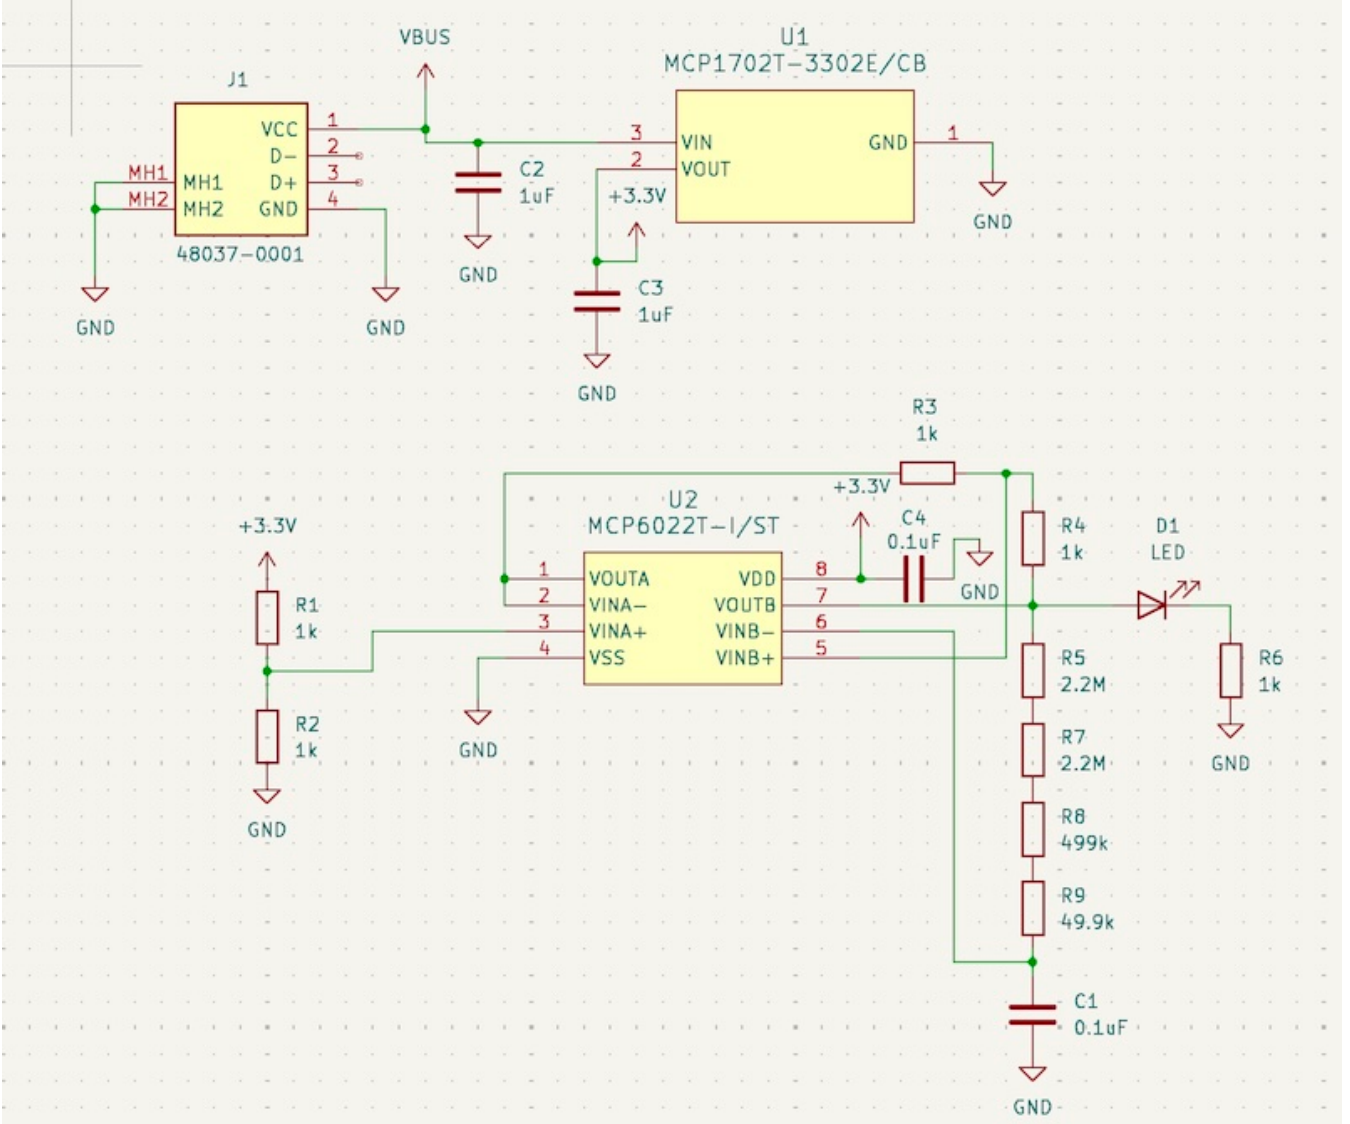 VBUS
J1
VCC 1
D- 2
D+ 3
GND 4
MH1 MH1
MH2 MH2
48037-0001
GND
GND
C2
1uF
GND
U1
MCP1702T-3302E/CB
3 VIN
2 VOUT
GND 1
GND
+3.3V
C3
1uF
GND
R3
1k
+3.3V
U2
MCP6022T-I/ST
C4
0.1uF
GND
1 VOUTA
2 VINA-
3 VINA+
4 VSS
VDD 8
VOUTB 7
VINB- 6
VINB+ 5
GND
+3.3V
R1
1k
R2
1k
GND
R4
1k
D1
LED
R5
2.2M
R6
1k
GND
R7
2.2M
R8
499k
R9
49.9k
C1
0.1uF
GND